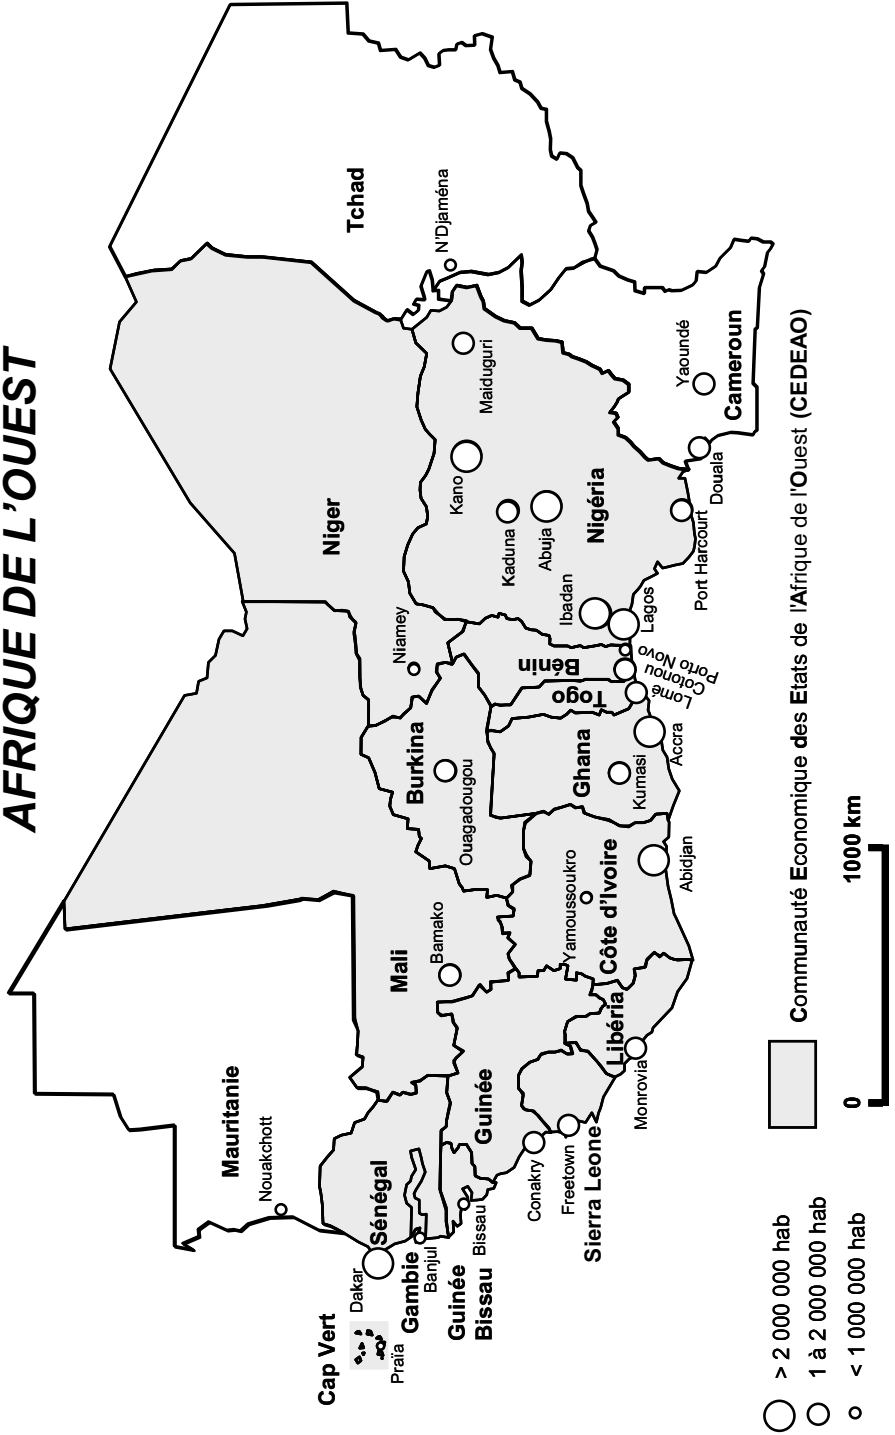 AFRIQUE DE L'OUEST
Tchad
N'Djaména
Niger
Niamey
Mali
Bamako
Mauritanie
Nouakchott
Cap Vert
Praïa
Dakar
Sénégal
Gambie
Banjul
Guinée
Bissau
Bissau
Guinée
Conakry
Freetown
Sierra Leone
Libéria
Monrovia
Côte d'Ivoire
Yamoussoukro
Abidjan
Burkina
Ouagadougou
Ghana
Kumasi
Accra
Togo
Lomé
Bénin
Cotonou
Porto Novo
Nigéria
Maiduguri
Kano
Kaduna
Abuja
Ibadan
Lagos
Port Harcourt
Cameroun
Yaoundé
Douala
> 2 000 000 hab
1 à 2 000 000 hab
< 1 000 000 hab
Communauté Economique des Etats de l'Afrique de l'Ouest (CEDEAO)
0
1000 km